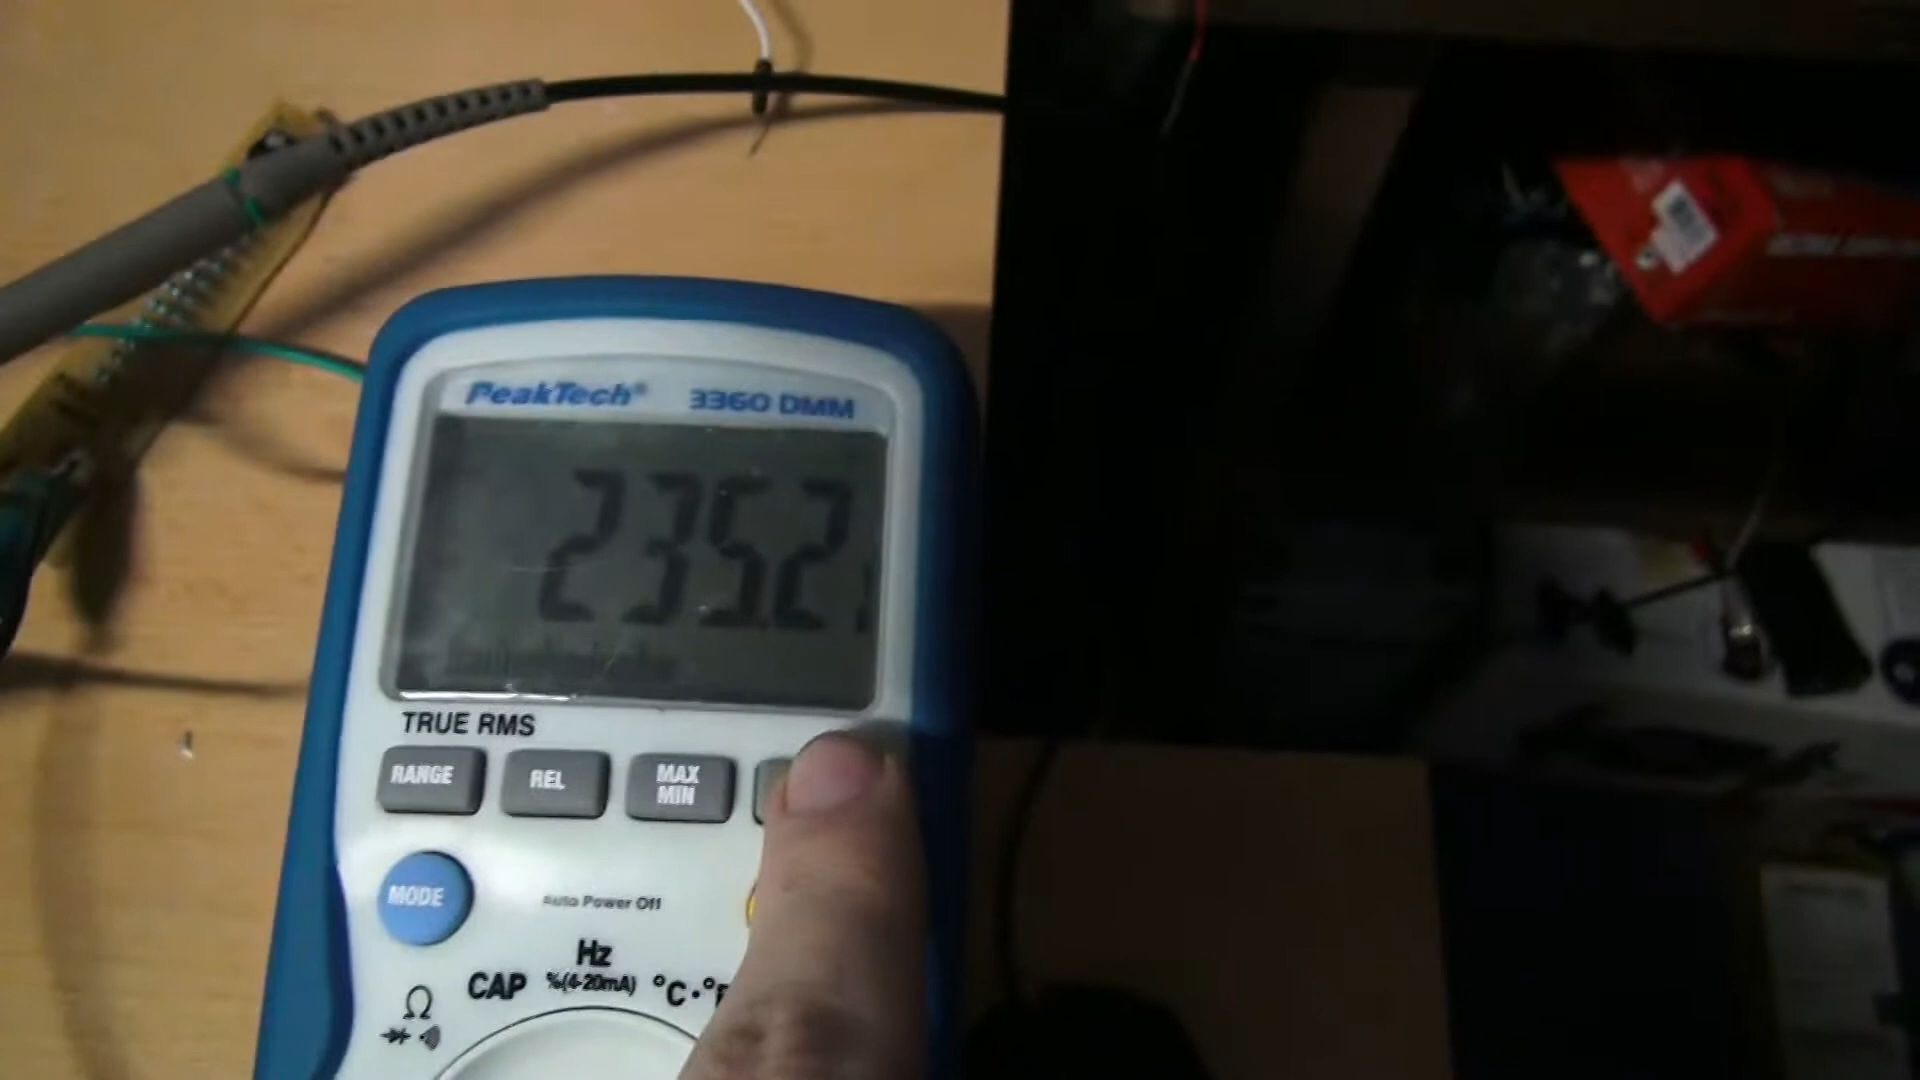 PeakTech® 3360 DMM
235.2
TRUE RMS
RANGE REL MAX MIN
MODE
Auto Power Off
Hz
CAP %(4-20mA) °C·°F
Ω